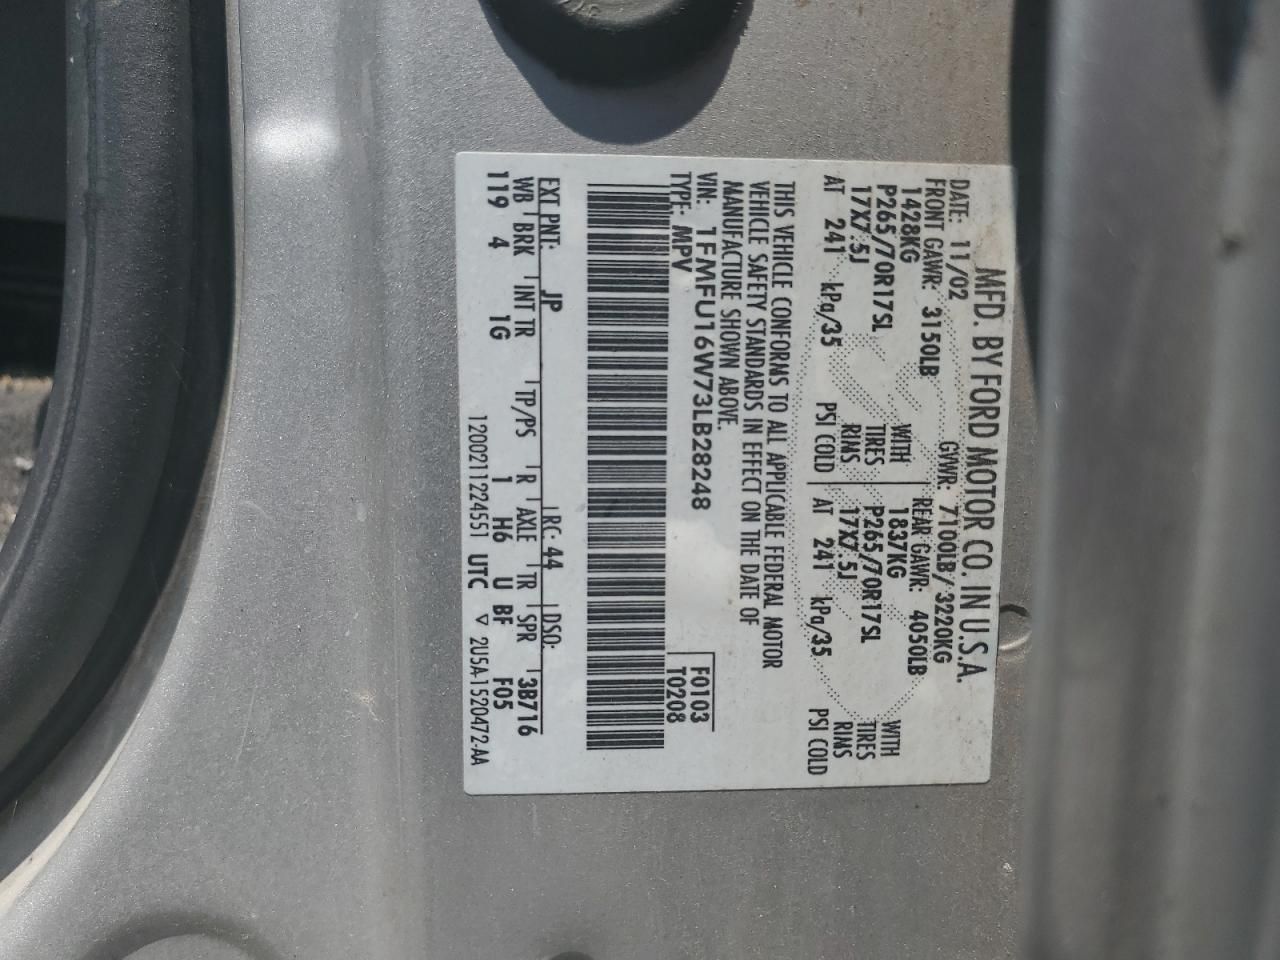 MFD. BY FORD MOTOR CO. IN U.S.A.
DATE: 11/02 GVWR: 7100LB/3220KG
FRONT GAWR: 3150LB REAR GAWR: 4050LB
1428KG WITH 1837KG WITH
P265/70R17SL TIRES P265/70R17SL TIRES
17X7.5J RIMS 17X7.5J RIMS
AT 241 kPa/35 PSI COLD AT 241 kPa/35 PSI COLD
THIS VEHICLE CONFORMS TO ALL APPLICABLE FEDERAL MOTOR
VEHICLE SAFETY STANDARDS IN EFFECT ON THE DATE OF
MANUFACTURE SHOWN ABOVE.
VIN: 1FMFU16W73LB28248 F0103
TYPE: MPV T0208
EXT PNT: JP RC: 44 DSO:
WB BRK INT TR TP/PS R AXLE TR SPR 3B716
119 4 1G 1 H6 U BF F05
1200211224551 UTC ▽ 2U5A-1520472-AA